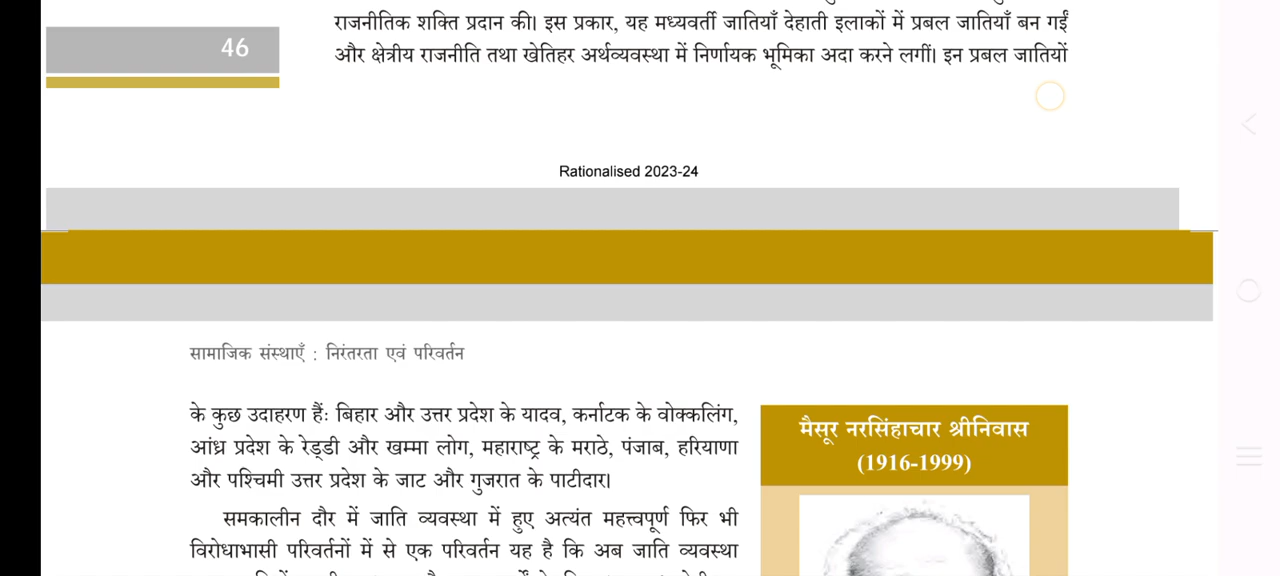 राजनीतिक शक्ति प्रदान की। इस प्रकार, यह मध्यवर्ती जातियाँ देहाती इलाकों में प्रबल जातियाँ बन गईं
46
और क्षेत्रीय राजनीति तथा खेतिहर अर्थव्यवस्था में निर्णायक भूमिका अदा करने लगीं। इन प्रबल जातियों
Rationalised 2023-24
सामाजिक संस्थाएँ : निरंतरता एवं परिवर्तन
के कुछ उदाहरण हैंः बिहार और उत्तर प्रदेश के यादव, कर्नाटक के वोक्कलिंग,
आंध्र प्रदेश के रेड्डी और खम्मा लोग, महाराष्ट्र के मराठे, पंजाब, हरियाणा
और पश्चिमी उत्तर प्रदेश के जाट और गुजरात के पाटीदार।
समकालीन दौर में जाति व्यवस्था में हुए अत्यंत महत्त्वपूर्ण फिर भी
विरोधाभासी परिवर्तनों में से एक परिवर्तन यह है कि अब जाति व्यवस्था
मैसूर नरसिंहाचार श्रीनिवास
(1916-1999)